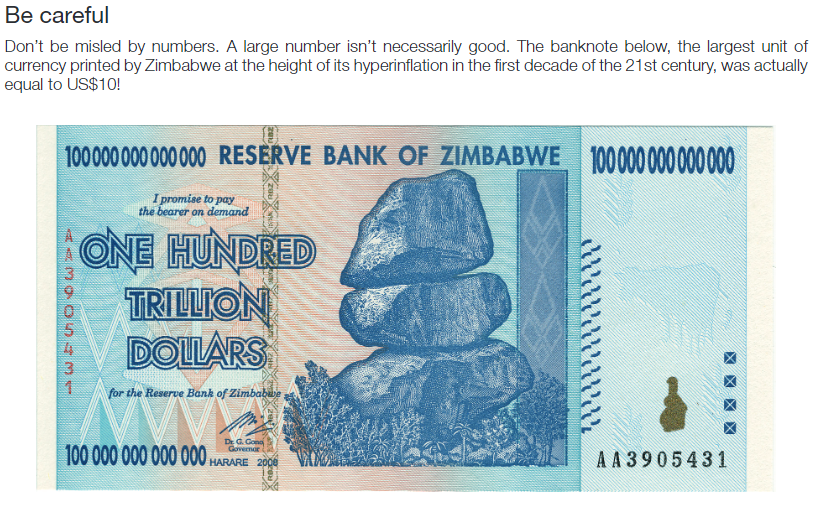 Be careful
Don't be misled by numbers. A large number isn't necessarily good. The banknote below, the largest unit of
currency printed by Zimbabwe at the height of its hyperinflation in the first decade of the 21st century, was actually
equal to US$10!
100 000 000 000 000 RESERVE BANK OF ZIMBABWE 100 000 000 000 000
I promise to pay
the bearer on demand
ONE HUNDRED
TRILLION
DOLLARS
AA3905431
for the Reserve Bank of Zimbabwe
Dr. G. Gono
Governor
100 000 000 000 000 HARARE 2008
AA3905431